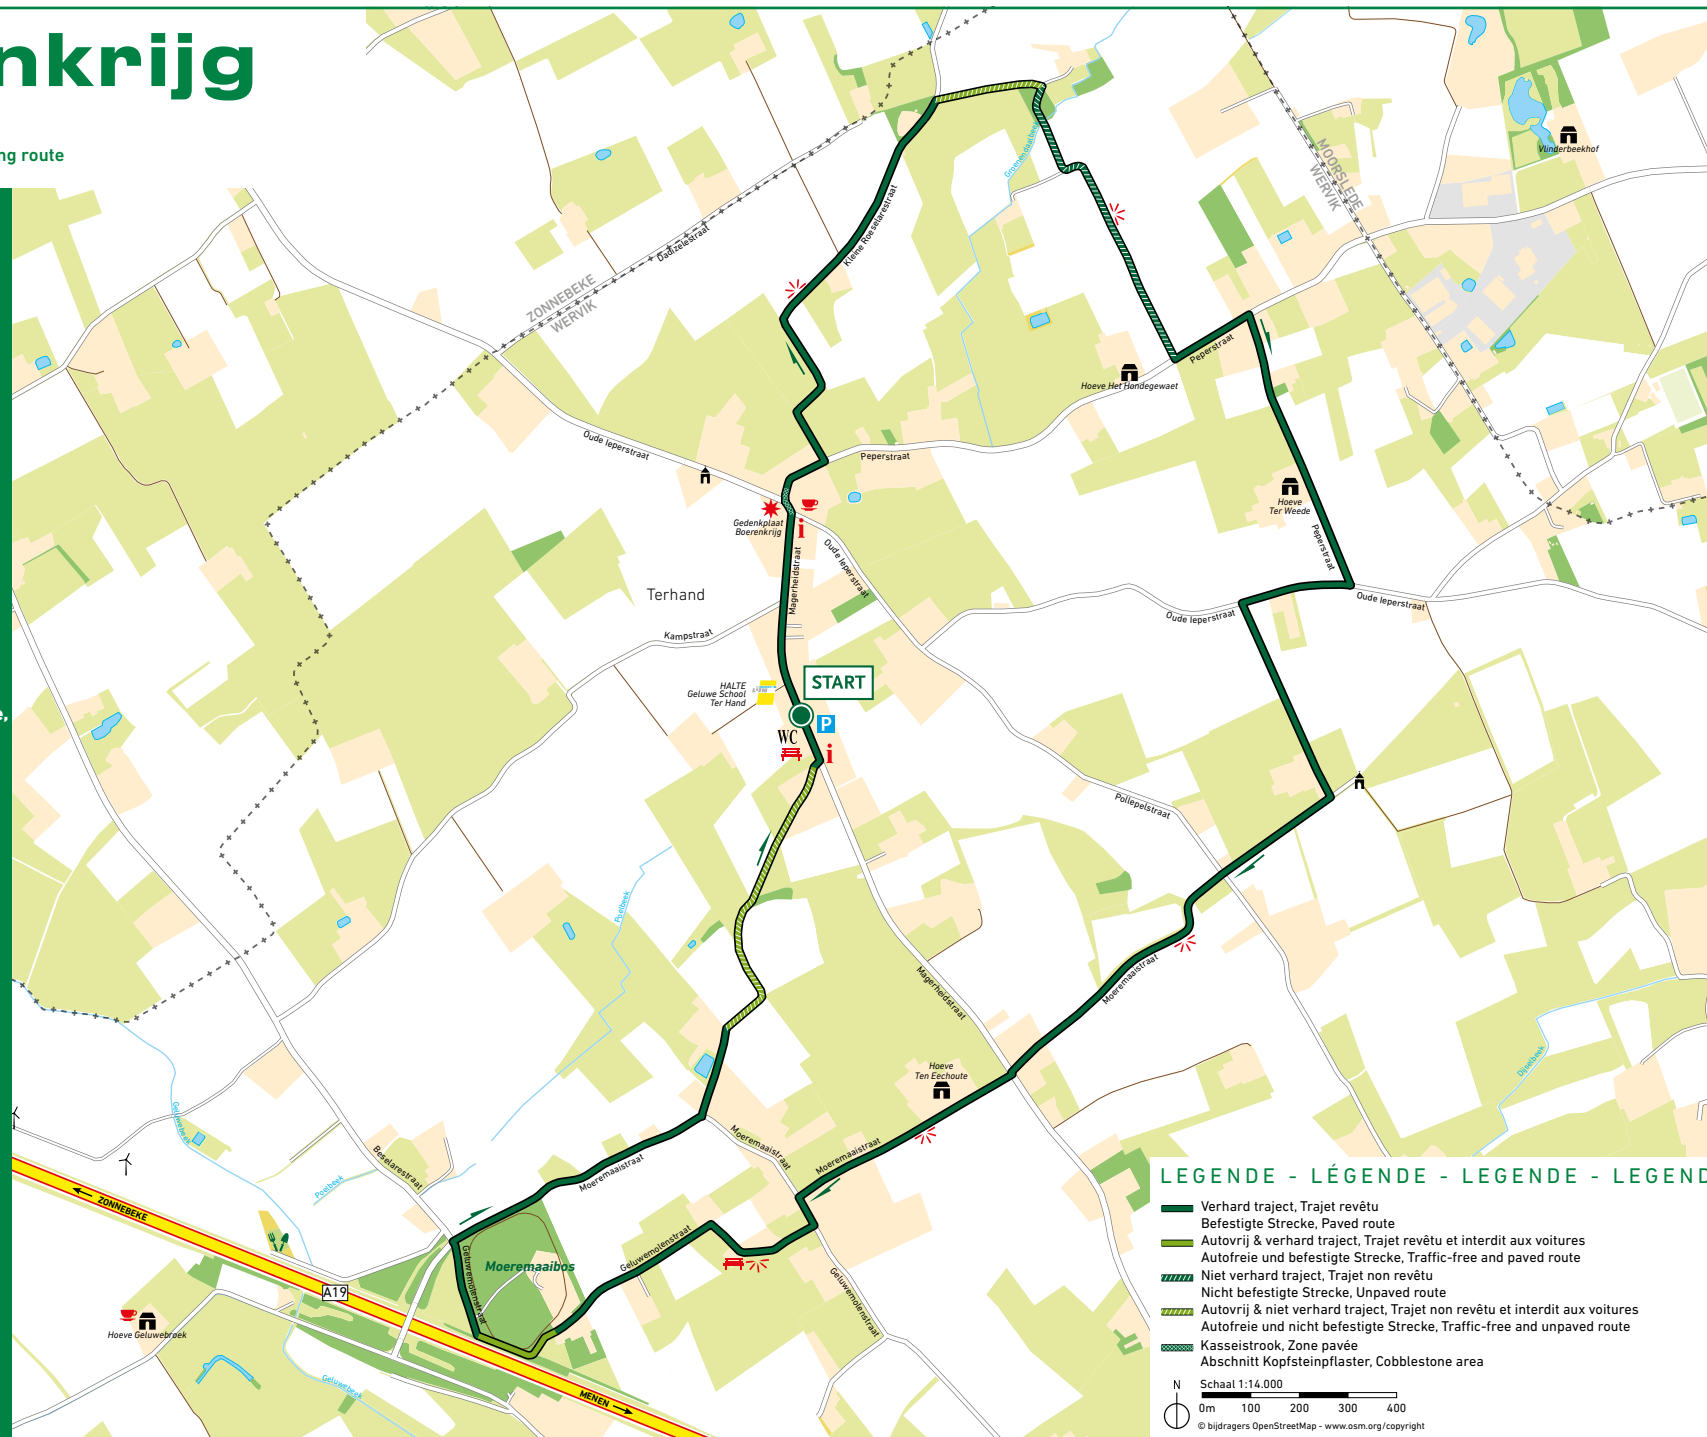 nkrijg
ng route
e,
Vlinderbeekhof
MOORSLEDE
WERVIK
Groenendaalbeek
Kleine Roeselarestraat
Dadizelestraat
ZONNEBEKE
WERVIK
Peperstraat
Hoeve Het Hondegewaet
Oude Ieperstraat
Peperstraat
Hoeve
Ter Weede
Gedenkplaat
Boerenkrijg
i
Peperstraat
Oude Ieperstraat
Magerheidstraat
Terhand
Oude Ieperstraat
Oude Ieperstraat
Kampstraat
START
HALTE
Geluwe School
Ter Hand
P
WC
i
Pollepelstraat
Poelbeek
Moeremaaistraat
Magerheidstraat
Dijselbeek
Hoeve
Ten Eechoute
Geluwebeek
Moeremaaistraat
Moeremaaistraat
Beselarestraat
Moeremaaistraat
Poelbeek
ZONNEBEKE
Geluwemolenstraat
Geluwemolenstraat
Moeremaaibos
Geluwemolenstraat
A19
Hoeve Geluwebroek
Geluwebeek
MENEN
LEGENDE - LÉGENDE - LEGENDE - LEGEND
Verhard traject, Trajet revêtu
Befestigte Strecke, Paved route
Autovrij & verhard traject, Trajet revêtu et interdit aux voitures
Autofreie und befestigte Strecke, Traffic-free and paved route
Niet verhard traject, Trajet non revêtu
Nicht befestigte Strecke, Unpaved route
Autovrij & niet verhard traject, Trajet non revêtu et interdit aux voitures
Autofreie und nicht befestigte Strecke, Traffic-free and unpaved route
Kasseistrook, Zone pavée
Abschnitt Kopfsteinpflaster, Cobblestone area
N
Schaal 1:14.000
0m 100 200 300 400
© bijdragers OpenStreetMap - www.osm.org/copyright